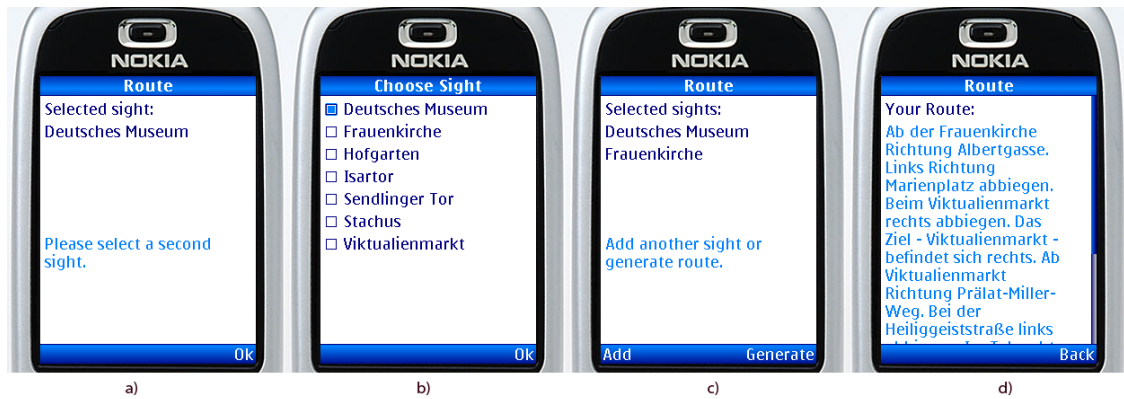 NOKIA
Route
Selected sight:
Deutsches Museum
Please select a second
sight.
Ok
a)
NOKIA
Choose Sight
Deutsches Museum
Frauenkirche
Hofgarten
Isartor
Sendlinger Tor
Stachus
Viktualienmarkt
Ok
b)
NOKIA
Route
Selected sights:
Deutsches Museum
Frauenkirche
Add another sight or
generate route.
Add Generate
c)
NOKIA
Route
Your Route:
Ab der Frauenkirche
Richtung Albertgasse.
Links Richtung
Marienplatz abbiegen.
Beim Viktualienmarkt
rechts abbiegen. Das
Ziel - Viktualienmarkt -
befindet sich rechts. Ab
Viktualienmarkt
Richtung Prälat-Miller-
Weg. Bei der
Heiliggeiststraße links
Back
d)